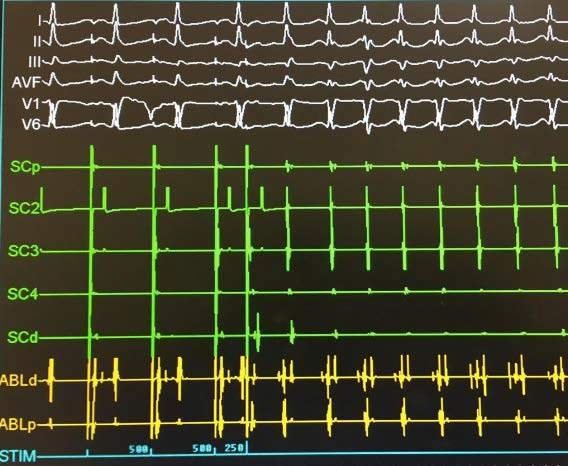 I
II
III
AVF
V1
V6
SCp
SC2
SC3
SC4
SCd
ABLd
ABLp
STIM 500 500 250